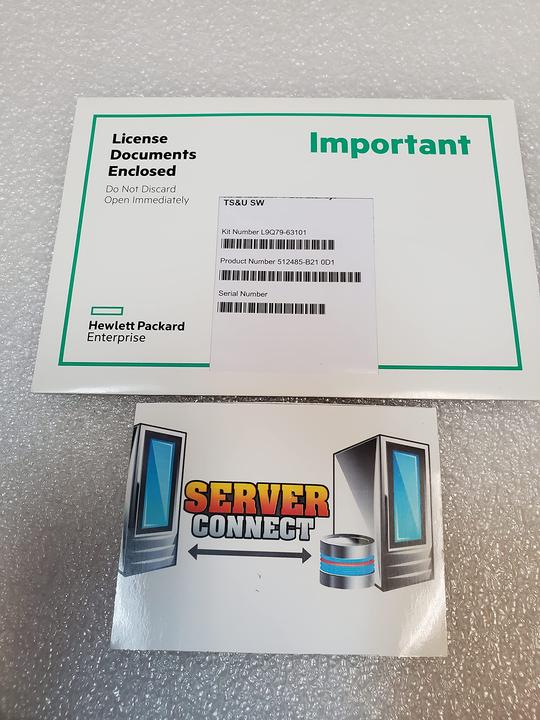 License
Documents
Enclosed
Do Not Discard
Open Immediately
Important
TS&U SW
Kit Number L9Q79-63101
Product Number 512485-B21 0D1
Serial Number
Hewlett Packard
Enterprise
SERVER
CONNECT